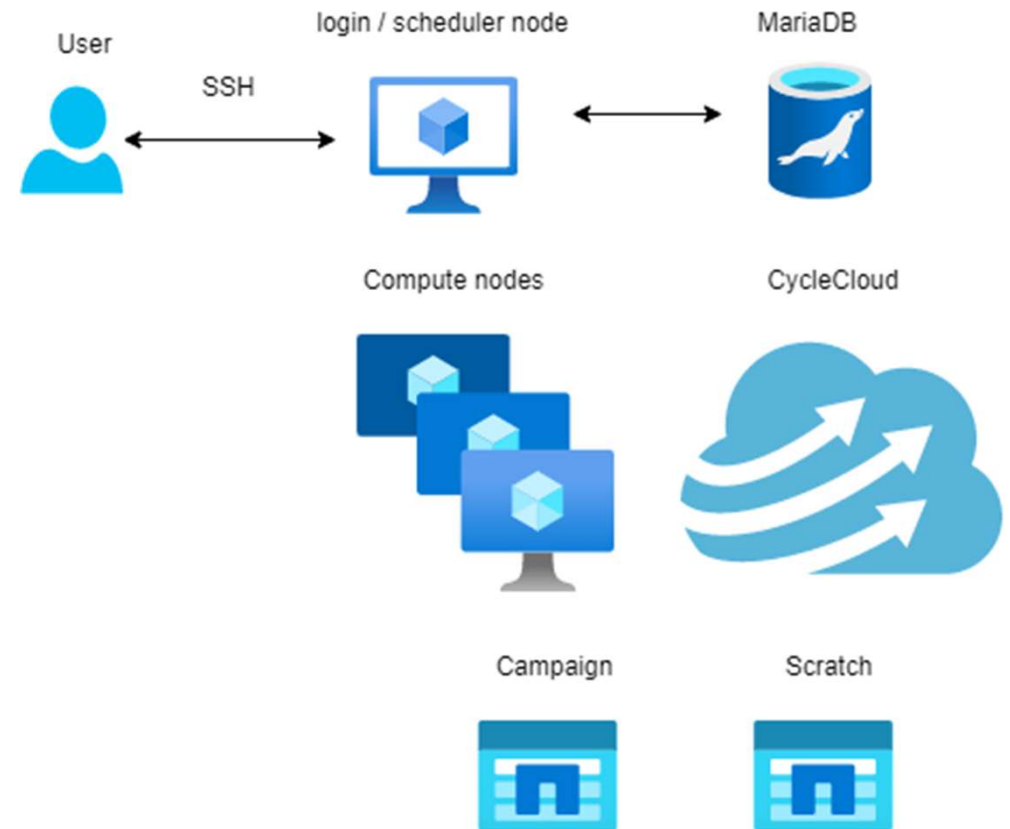 User
SSH
login / scheduler node
MariaDB
Compute nodes
CycleCloud
Campaign
Scratch